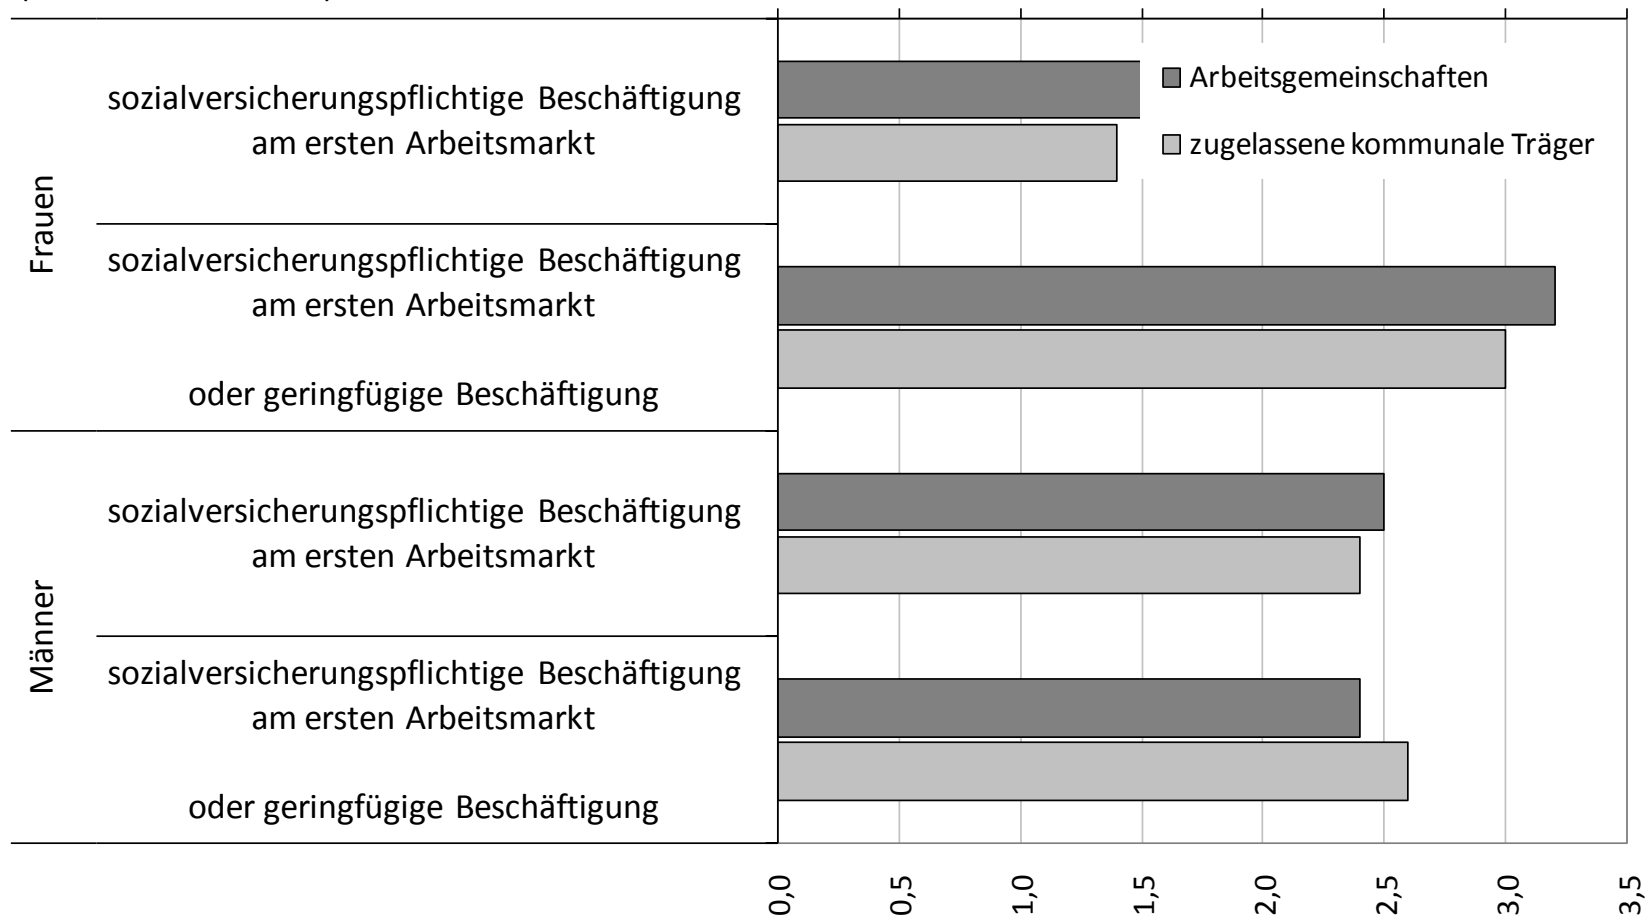 Frauen
sozialversicherungspflichtige Beschäftigung
am ersten Arbeitsmarkt
sozialversicherungspflichtige Beschäftigung
am ersten Arbeitsmarkt
oder geringfügige Beschäftigung
Männer
sozialversicherungspflichtige Beschäftigung
am ersten Arbeitsmarkt
sozialversicherungspflichtige Beschäftigung
am ersten Arbeitsmarkt
oder geringfügige Beschäftigung
Arbeitsgemeinschaften
zugelassene kommunale Träger
0,0
0,5
1,0
1,5
2,0
2,5
3,0
3,5